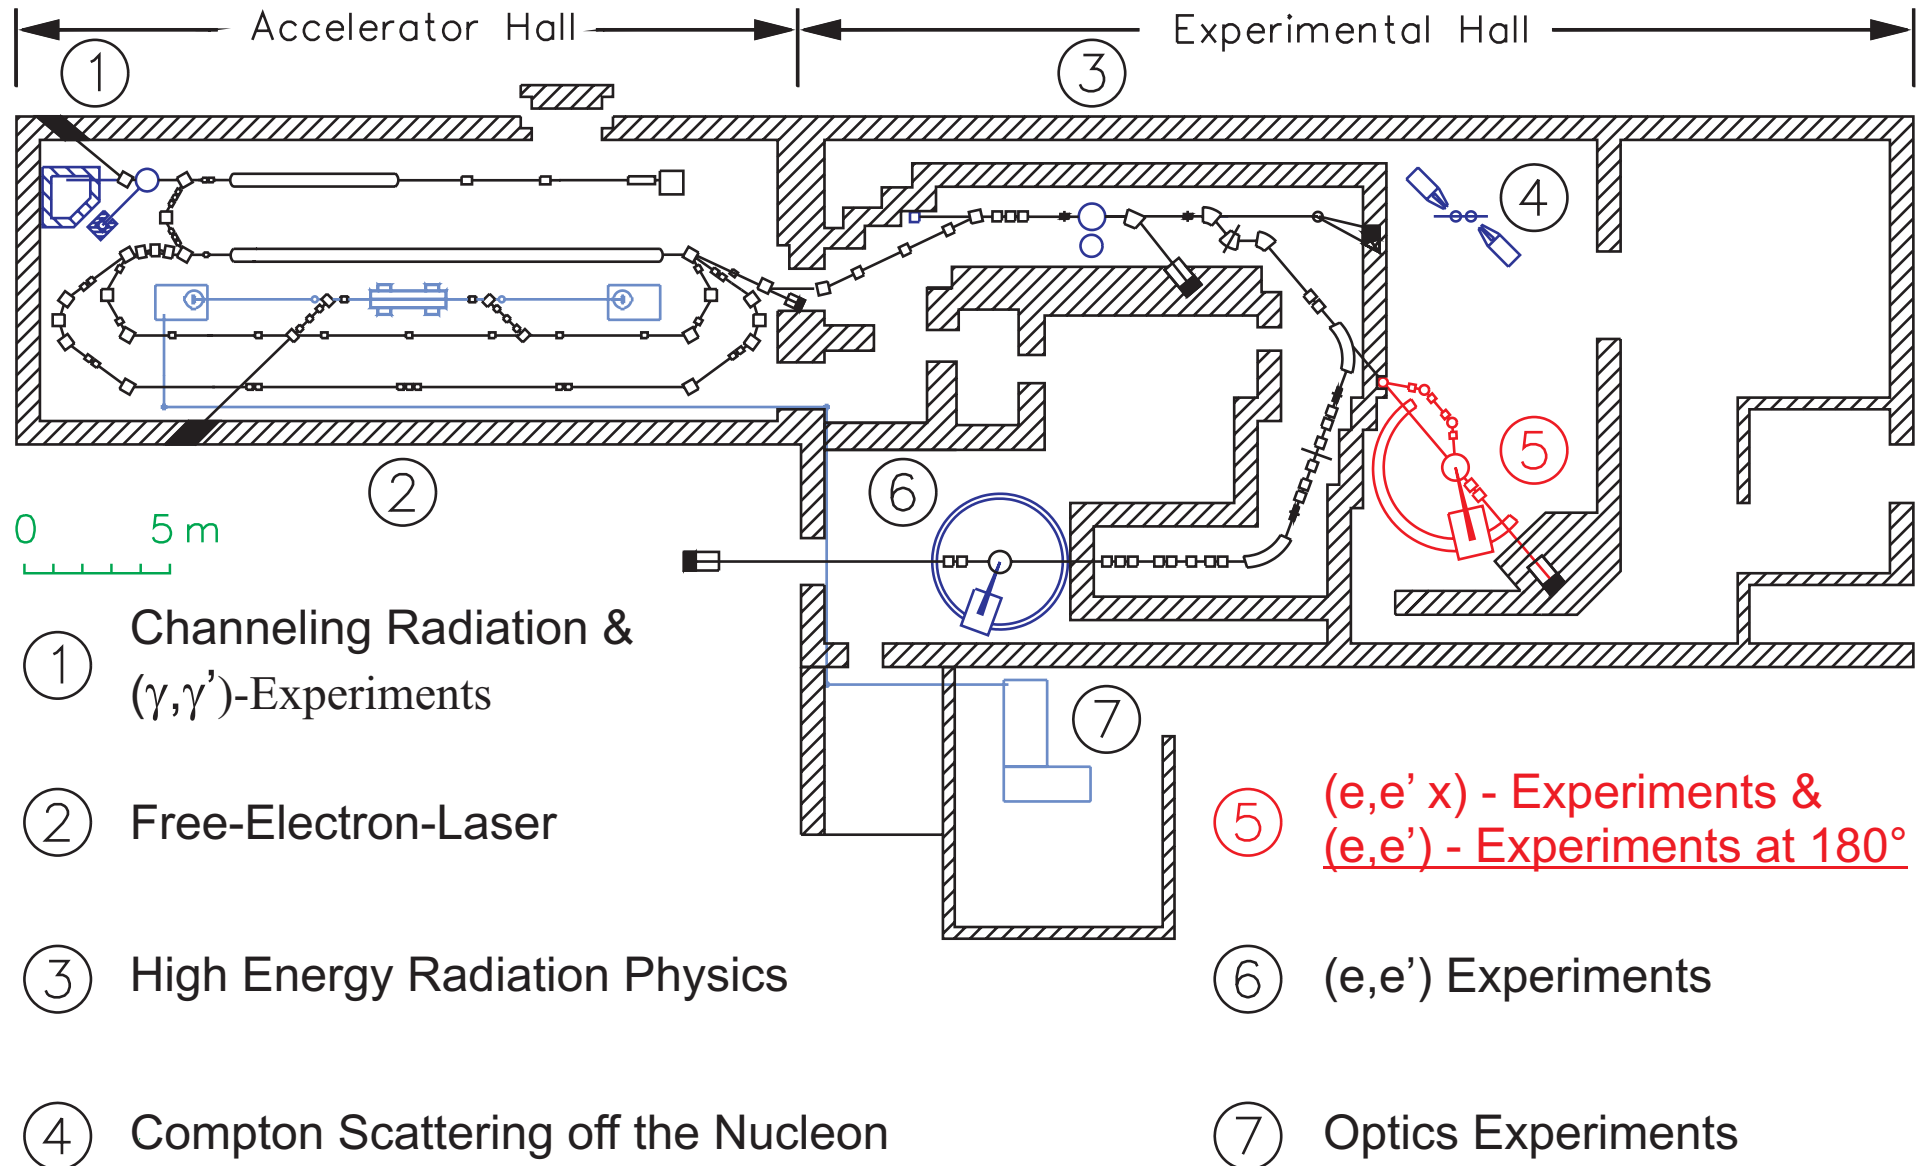 Accelerator Hall
Experimental Hall
1
3
4
5
2
6
0 5 m
7
1 Channeling Radiation &
(γ,γ’)-Experiments
2 Free-Electron-Laser
3 High Energy Radiation Physics
4 Compton Scattering off the Nucleon
5 (e,e’ x) - Experiments &
(e,e’) - Experiments at 180°
6 (e,e’) Experiments
7 Optics Experiments